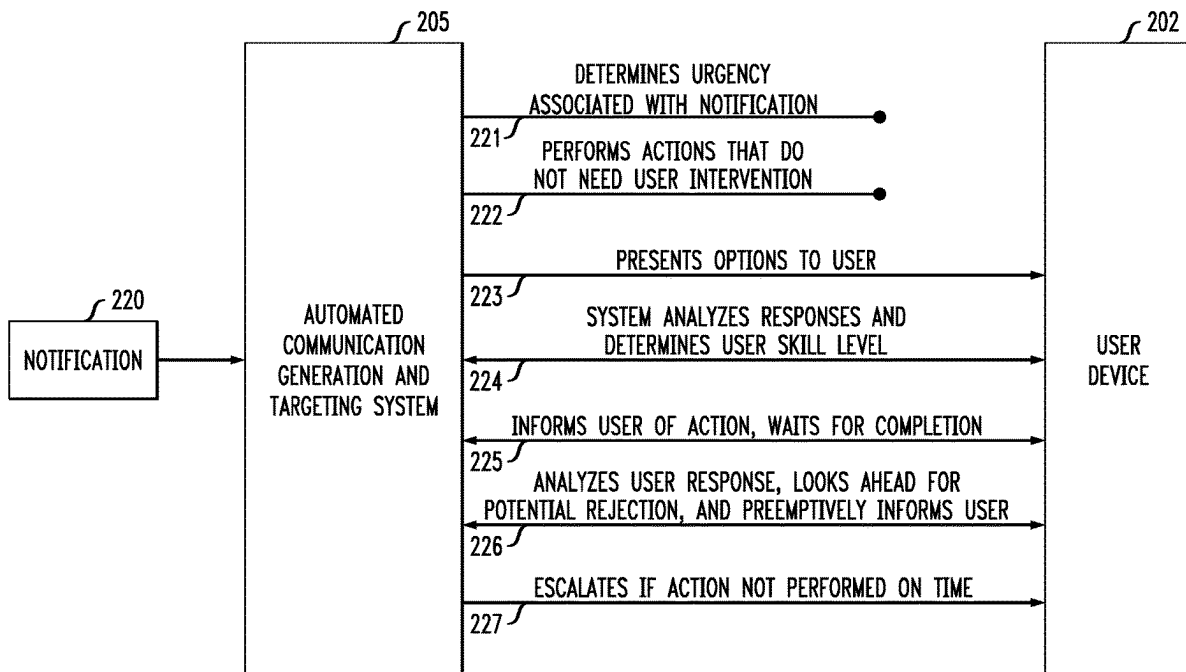 205
202
DETERMINES URGENCY
ASSOCIATED WITH NOTIFICATION
221
PERFORMS ACTIONS THAT DO
NOT NEED USER INTERVENTION
222
PRESENTS OPTIONS TO USER
223
220
NOTIFICATION
AUTOMATED
COMMUNICATION
GENERATION AND
TARGETING SYSTEM
SYSTEM ANALYZES RESPONSES AND
DETERMINES USER SKILL LEVEL
224
USER
DEVICE
INFORMS USER OF ACTION, WAITS FOR COMPLETION
225
ANALYZES USER RESPONSE, LOOKS AHEAD FOR
POTENTIAL REJECTION, AND PREEMPTIVELY INFORMS USER
226
ESCALATES IF ACTION NOT PERFORMED ON TIME
227